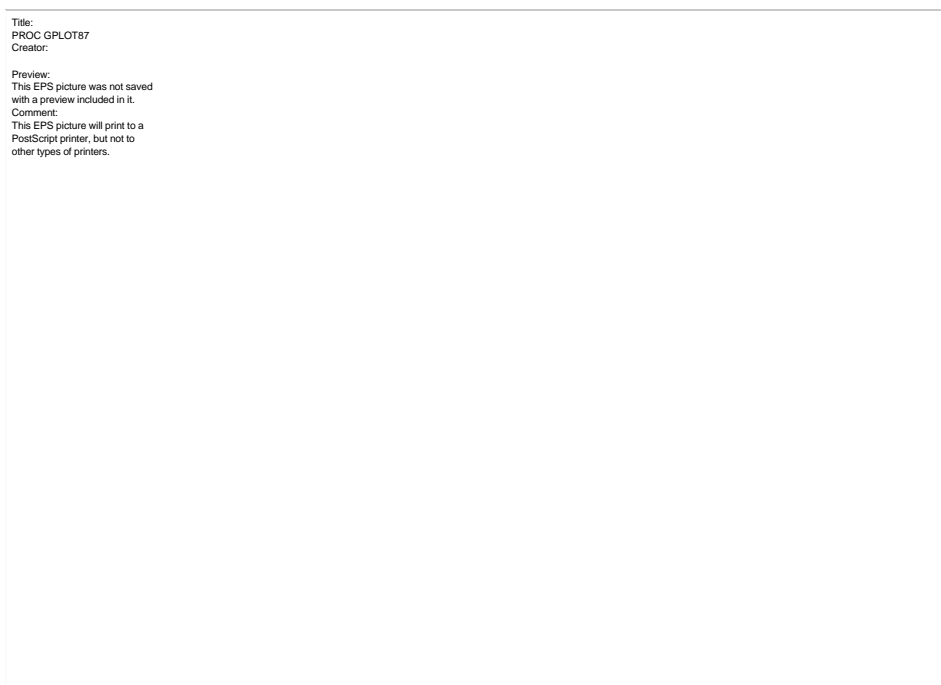 Title:
PROC GPLOT87
Creator:
Preview:
This EPS picture was not saved
with a preview included in it.
Comment:
This EPS picture will print to a
PostScript printer, but not to
other types of printers.